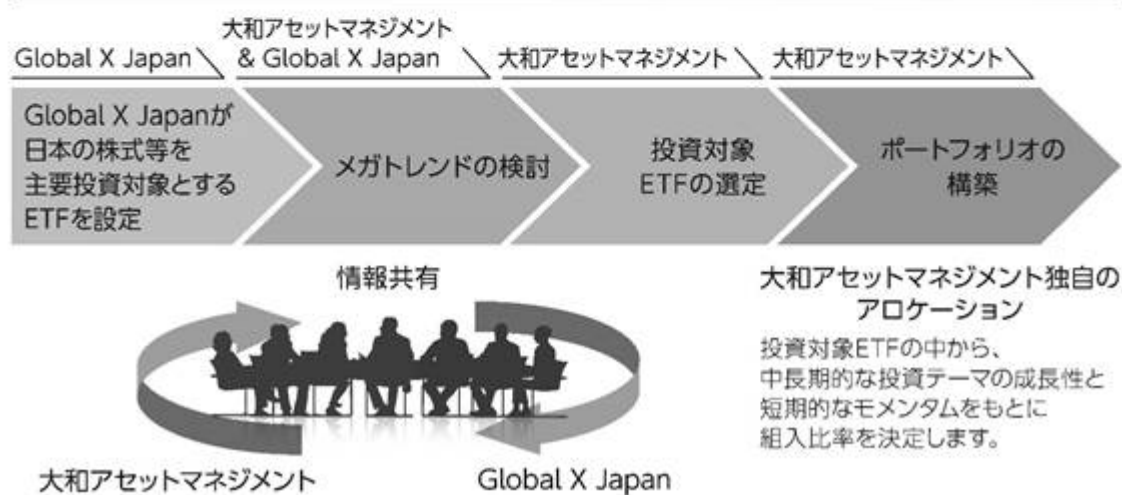 Global X Japan
大和アセットマネジメント
& Global X Japan
大和アセットマネジメント
大和アセットマネジメント
Global X Japanが
日本の株式等を
主要投資対象とする
ETFを設定
メガトレンドの検討
投資対象
ETFの選定
ポートフォリオの
構築
情報共有
大和アセットマネジメント
Global X Japan
大和アセットマネジメント独自の
アロケーション
投資対象ETFの中から、
中長期的な投資テーマの成長性と
短期的なモメンタムをもとに
組入比率を決定します。